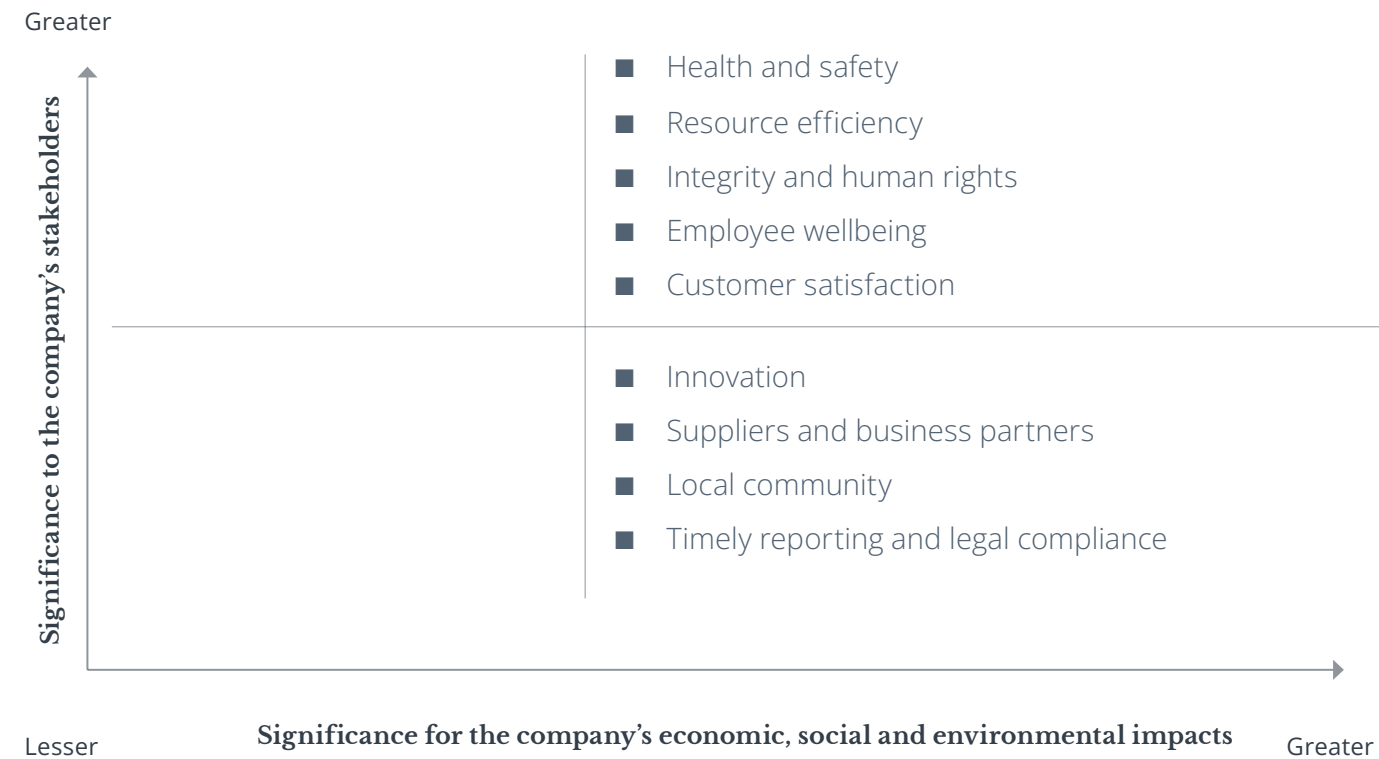 Greater
Significance to the company’s stakeholders
Health and safety
Resource efficiency
Integrity and human rights
Employee wellbeing
Customer satisfaction
Innovation
Suppliers and business partners
Local community
Timely reporting and legal compliance
Lesser
Significance for the company’s economic, social and environmental impacts
Greater